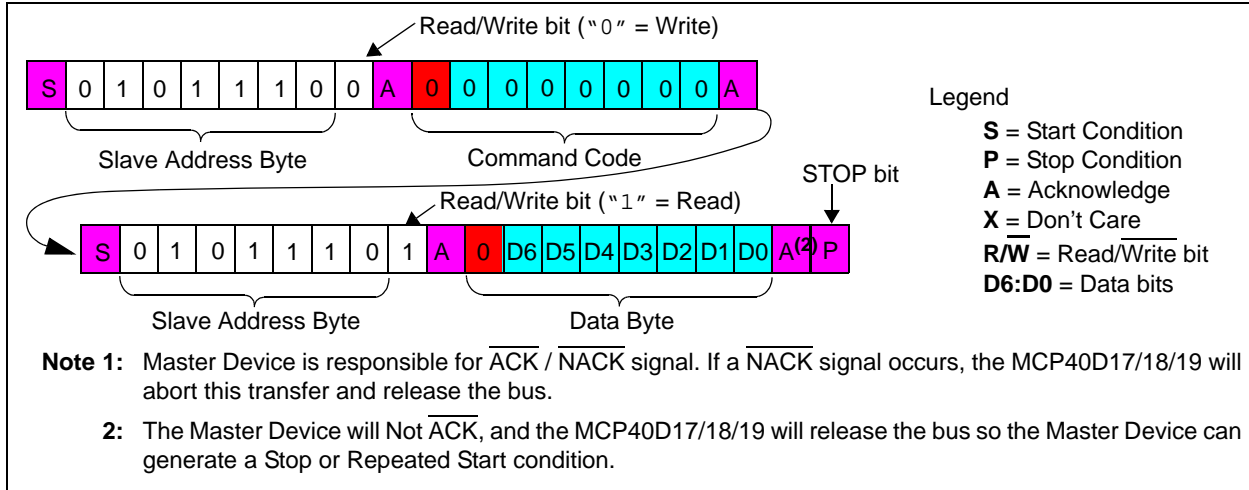 Read/Write bit (“0” = Write)
S 0 1 0 1 1 1 0 0 A 0 0 0 0 0 0 0 0 A
Slave Address Byte Command Code
STOP bit
Read/Write bit (“1” = Read)
S 0 1 0 1 1 1 0 1 A 0 D6 D5 D4 D3 D2 D1 D0 A(2) P
Slave Address Byte Data Byte
Legend
S = Start Condition
P = Stop Condition
A = Acknowledge
X = Don't Care
R/W̅ = Read/Write bit
D6:D0 = Data bits
Note 1: Master Device is responsible for ACK / NACK signal. If a NACK signal occurs, the MCP40D17/18/19 will
abort this transfer and release the bus.
2: The Master Device will Not ACK, and the MCP40D17/18/19 will release the bus so the Master Device can
generate a Stop or Repeated Start condition.